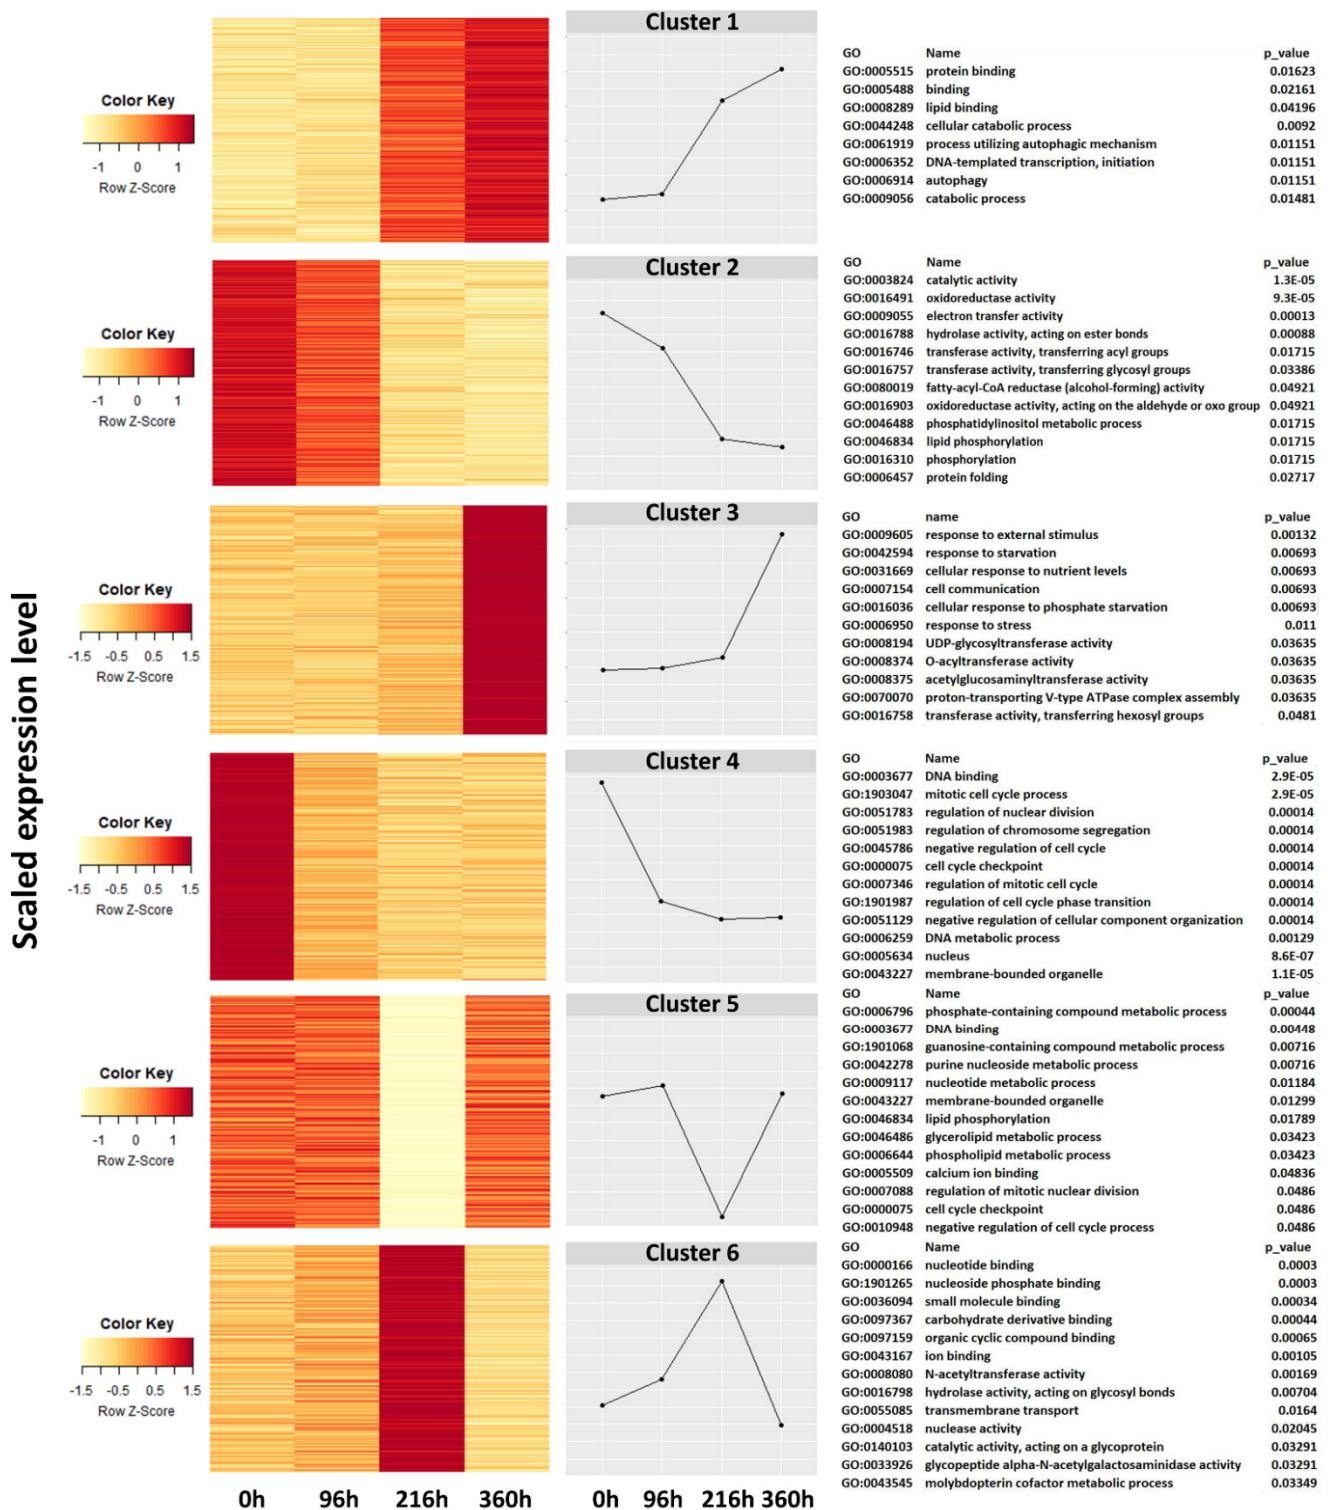 Scaled expression level
Color Key
-1 0 1
Row Z-Score
Cluster 1
GO Name p_value
GO:0005515 protein binding 0.01623
GO:0005488 binding 0.02161
GO:0008289 lipid binding 0.04196
GO:0044248 cellular catabolic process 0.0092
GO:0061919 process utilizing autophagic mechanism 0.01151
GO:0006352 DNA-templated transcription, initiation 0.01151
GO:0006914 autophagy 0.01151
GO:0009056 catabolic process 0.01481
Color Key
-1 0 1
Row Z-Score
Cluster 2
GO Name p_value
GO:0003824 catalytic activity 1.3E-05
GO:0016491 oxidoreductase activity 9.3E-05
GO:0009055 electron transfer activity 0.00013
GO:0016788 hydrolase activity, acting on ester bonds 0.00088
GO:0016746 transferase activity, transferring acyl groups 0.01715
GO:0016757 transferase activity, transferring glycosyl groups 0.03386
GO:0080019 fatty-acyl-CoA reductase (alcohol-forming) activity 0.04921
GO:0016903 oxidoreductase activity, acting on the aldehyde or oxo group 0.04921
GO:0046488 phosphatidylinositol metabolic process 0.01715
GO:0046834 lipid phosphorylation 0.01715
GO:0016310 phosphorylation 0.01715
GO:0006457 protein folding 0.02717
Color Key
-1.5 -0.5 0.5 1.5
Row Z-Score
Cluster 3
GO name p_value
GO:0009605 response to external stimulus 0.00132
GO:0042594 response to starvation 0.00693
GO:0031669 cellular response to nutrient levels 0.00693
GO:0007154 cell communication 0.00693
GO:0016036 cellular response to phosphate starvation 0.00693
GO:0006950 response to stress 0.011
GO:0008194 UDP-glycosyltransferase activity 0.03635
GO:0008374 O-acyltransferase activity 0.03635
GO:0008375 acetylglucosaminyltransferase activity 0.03635
GO:0070070 proton-transporting V-type ATPase complex assembly 0.03635
GO:0016758 transferase activity, transferring hexosyl groups 0.0481
Color Key
-1.5 -0.5 0.5 1.5
Row Z-Score
Cluster 4
GO Name p_value
GO:0003677 DNA binding 2.9E-05
GO:1903047 mitotic cell cycle process 2.9E-05
GO:0051783 regulation of nuclear division 0.00014
GO:0051983 regulation of chromosome segregation 0.00014
GO:0045786 negative regulation of cell cycle 0.00014
GO:0000075 cell cycle checkpoint 0.00014
GO:0007346 regulation of mitotic cell cycle 0.00014
GO:1901987 regulation of cell cycle phase transition 0.00014
GO:0051129 negative regulation of cellular component organization 0.00014
GO:0006259 DNA metabolic process 0.00129
GO:0005634 nucleus 8.6E-07
GO:0043227 membrane-bounded organelle 1.1E-05
Color Key
-1 0 1
Row Z-Score
Cluster 5
GO Name p_value
GO:0006796 phosphate-containing compound metabolic process 0.00044
GO:0003677 DNA binding 0.00448
GO:1901068 guanosine-containing compound metabolic process 0.00716
GO:0042278 purine nucleoside metabolic process 0.00716
GO:0009117 nucleotide metabolic process 0.01184
GO:0043227 membrane-bounded organelle 0.01299
GO:0046834 lipid phosphorylation 0.01789
GO:0046486 glycerolipid metabolic process 0.03423
GO:0006644 phospholipid metabolic process 0.03423
GO:0005509 calcium ion binding 0.04836
GO:0007088 regulation of mitotic nuclear division 0.0486
GO:0000075 cell cycle checkpoint 0.0486
GO:0010948 negative regulation of cell cycle process 0.0486
Color Key
-1.5 -0.5 0.5 1.5
Row Z-Score
Cluster 6
GO Name p_value
GO:0000166 nucleotide binding 0.0003
GO:1901265 nucleoside phosphate binding 0.0003
GO:0036094 small molecule binding 0.00034
GO:0097367 carbohydrate derivative binding 0.00044
GO:0097159 organic cyclic compound binding 0.00065
GO:0043167 ion binding 0.00105
GO:0008080 N-acetyltransferase activity 0.00169
GO:0016798 hydrolase activity, acting on glycosyl bonds 0.00704
GO:0055085 transmembrane transport 0.0164
GO:0004518 nuclease activity 0.02045
GO:0140103 catalytic activity, acting on a glycoprotein 0.03291
GO:0033926 glycopeptide alpha-N-acetylgalactosaminidase activity 0.03291
GO:0043545 molybdopterin cofactor metabolic process 0.03349
0h 96h 216h 360h 0h 96h 216h 360h